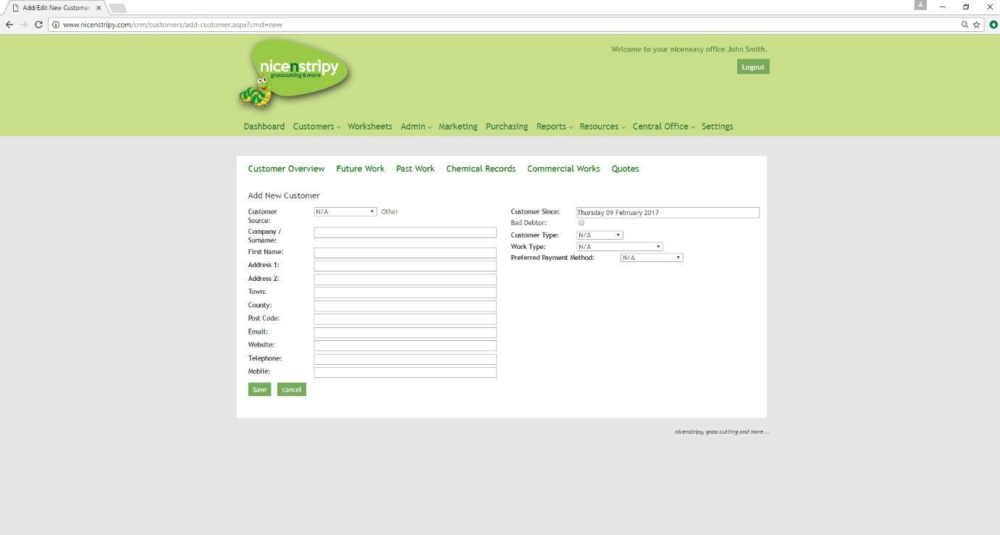 Add/Edit New Customer
www.nicenstripy.com/crm/customers/add-customer.aspx?cmd=new
nicenstripy
grasscutting & more
Welcome to your niceneasy office John Smith.
Logout
Dashboard Customers Worksheets Admin Marketing Purchasing Reports Resources Central Office Settings
Customer Overview Future Work Past Work Chemical Records Commercial Works Quotes
Add New Customer
Customer Source: N/A Other
Company / Surname:
First Name:
Address 1:
Address 2:
Town:
County:
Post Code:
Email:
Website:
Telephone:
Mobile:
Save cancel
Customer Since: Thursday 09 February 2017
Bad Debtor:
Customer Type: N/A
Work Type: N/A
Preferred Payment Method: N/A
nicenstripy, grass cutting and more...